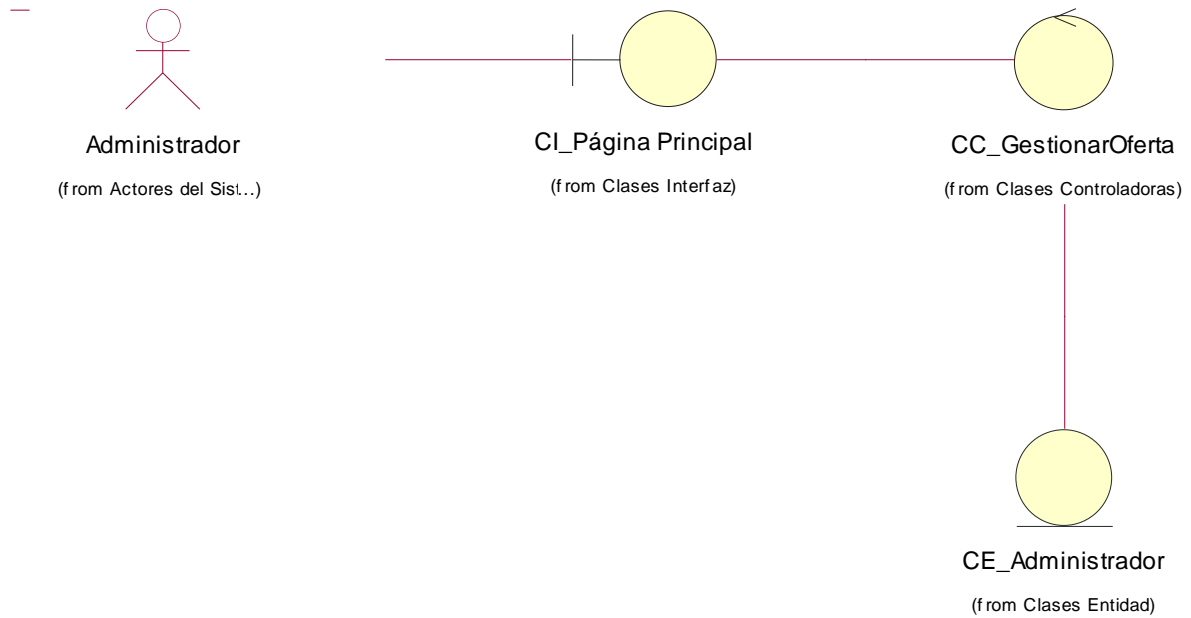 Administrador
(from Actores del Sist...)
CI_Página Principal
(from Clases Interfaz)
CC_GestionarOferta
(from Clases Controladoras)
CE_Administrador
(from Clases Entidad)